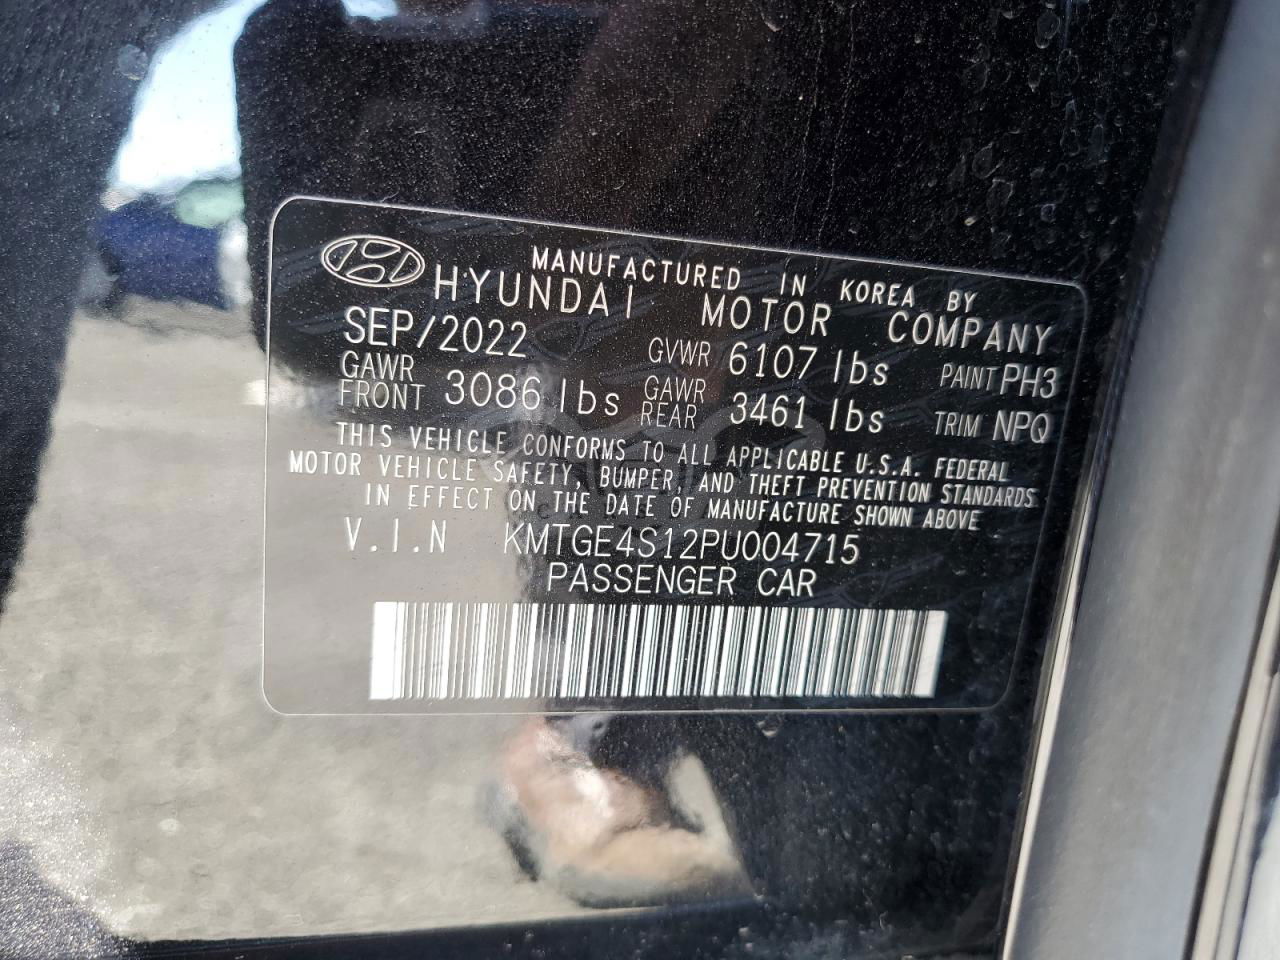 MANUFACTURED IN KOREA BY
HYUNDAI MOTOR COMPANY
SEP/2022 GVWR 6107 lbs PAINT PH3
GAWR FRONT 3086 lbs GAWR REAR 3461 lbs TRIM NPQ
THIS VEHICLE CONFORMS TO ALL APPLICABLE U.S.A. FEDERAL
MOTOR VEHICLE SAFETY, BUMPER, AND THEFT PREVENTION STANDARDS
IN EFFECT ON THE DATE OF MANUFACTURE SHOWN ABOVE
V.I.N KMTGE4S12PU004715
PASSENGER CAR